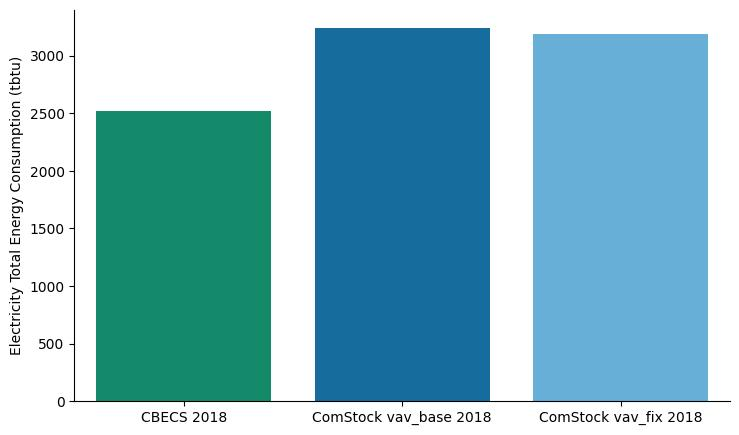 Electricity Total Energy Consumption (tbtu)
3000
2500
2000
1500
1000
500
0
CBECS 2018
ComStock vav_base 2018
ComStock vav_fix 2018